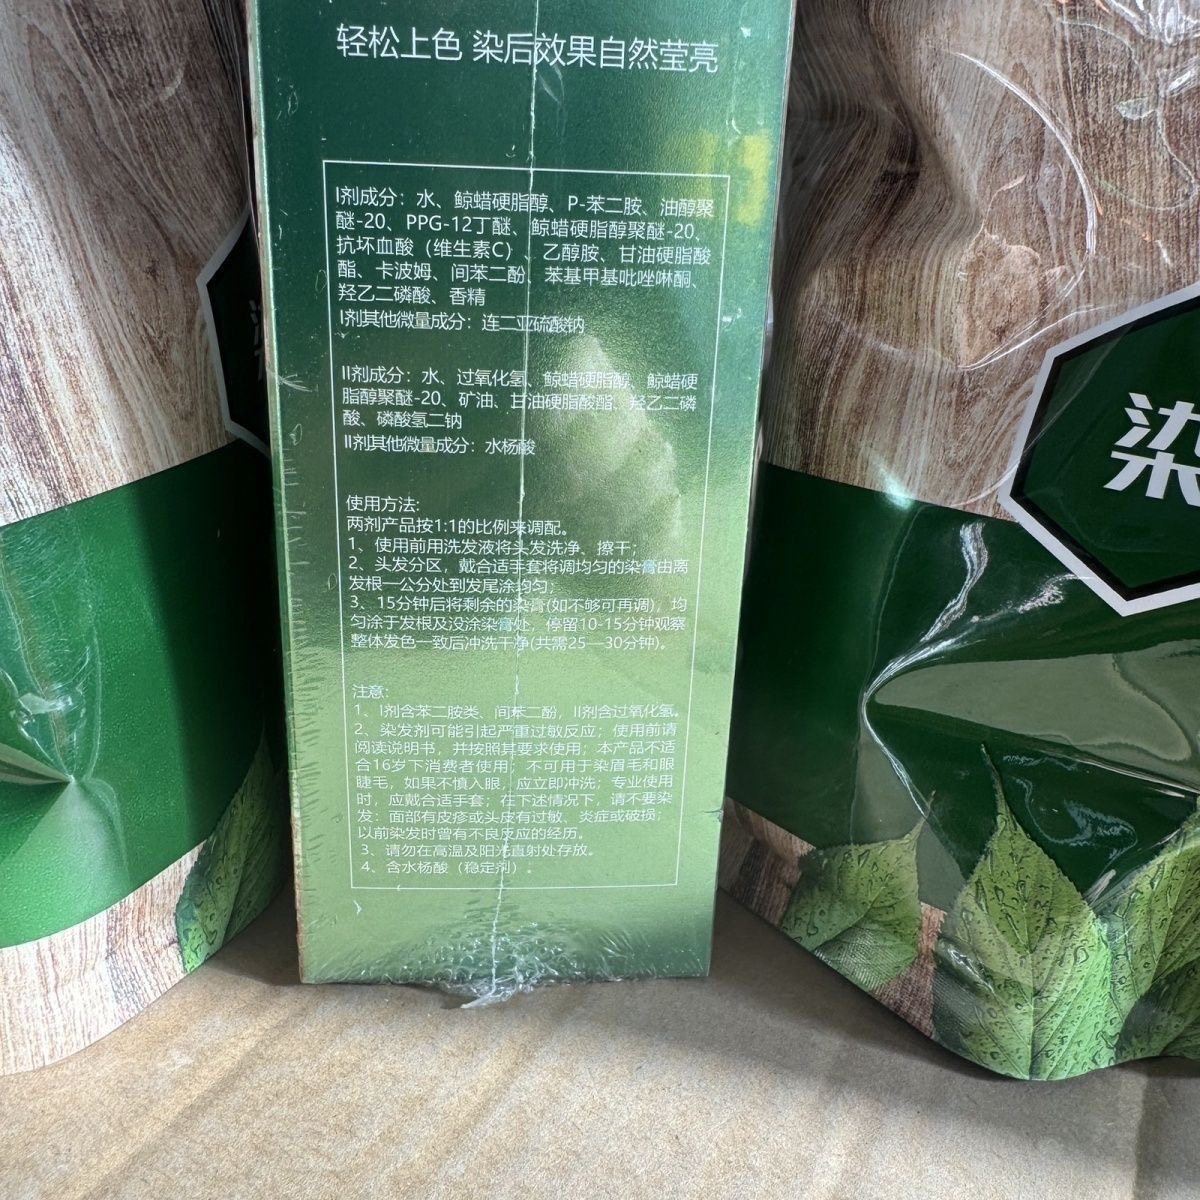 轻松上色 染后效果自然莹亮
I剂成分：水、鲸蜡硬脂醇、P-苯二胺、油醇聚
醚-20、PPG-12丁醚、鲸蜡硬脂醇聚醚-20、
抗坏血酸（维生素C）、乙醇胺、甘油硬脂酸
酯、卡波姆、间苯二酚、苯基甲基吡唑啉酮、
羟乙二磷酸、香精
I剂其他微量成分：连二亚硫酸钠
II剂成分：水、过氧化氢、鲸蜡硬脂醇、鲸蜡硬
脂醇聚醚-20、矿油、甘油硬脂酸酯、羟乙二磷
酸、磷酸氢二钠
II剂其他微量成分：水杨酸
使用方法:
两剂产品按1:1的比例来调配。
1、使用前用洗发液将头发洗净、擦干；
2、头发分区，戴合适手套将调均匀的染膏由离
发根一公分处到发尾涂均匀；
3、15分钟后将剩余的染膏(如不够可再调)，均
匀涂于发根及没涂染膏处，停留10-15分钟观察
整体发色一致后冲洗干净(共需25—30分钟)。
注意:
1、I剂含苯二胺类、间苯二酚，II剂含过氧化氢。
2、染发剂可能引起严重过敏反应；使用前请
阅读说明书，并按照其要求使用；本产品不适
合16岁下消费者使用；不可用于染眉毛和眼
睫毛，如果不慎入眼，应立即冲洗；专业使用
时，应戴合适手套；在下述情况下，请不要染
发：面部有皮疹或头皮有过敏、炎症或破损；
以前染发时曾有不良反应的经历。
3、请勿在高温及阳光直射处存放。
4、含水杨酸（稳定剂）。
染